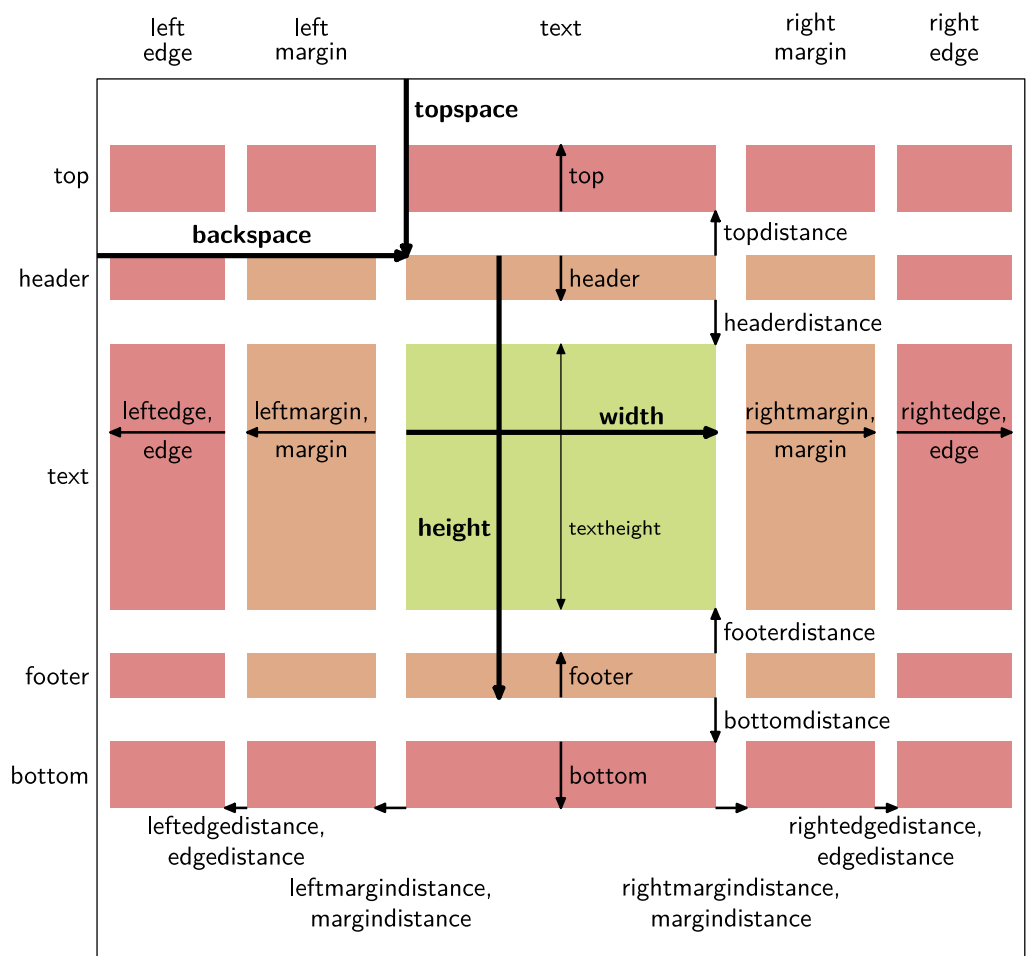 left
edge
left
margin
text
right
margin
right
edge
topspace
top
top
backspace
topdistance
header
header
headerdistance
leftedge,
edge
leftmargin,
margin
width
rightmargin,
margin
rightedge,
edge
text
height
textheight
footerdistance
footer
footer
bottomdistance
bottom
bottom
leftedgedistance,
edgedistance
rightedgedistance,
edgedistance
leftmargindistance,
margindistance
rightmargindistance,
margindistance